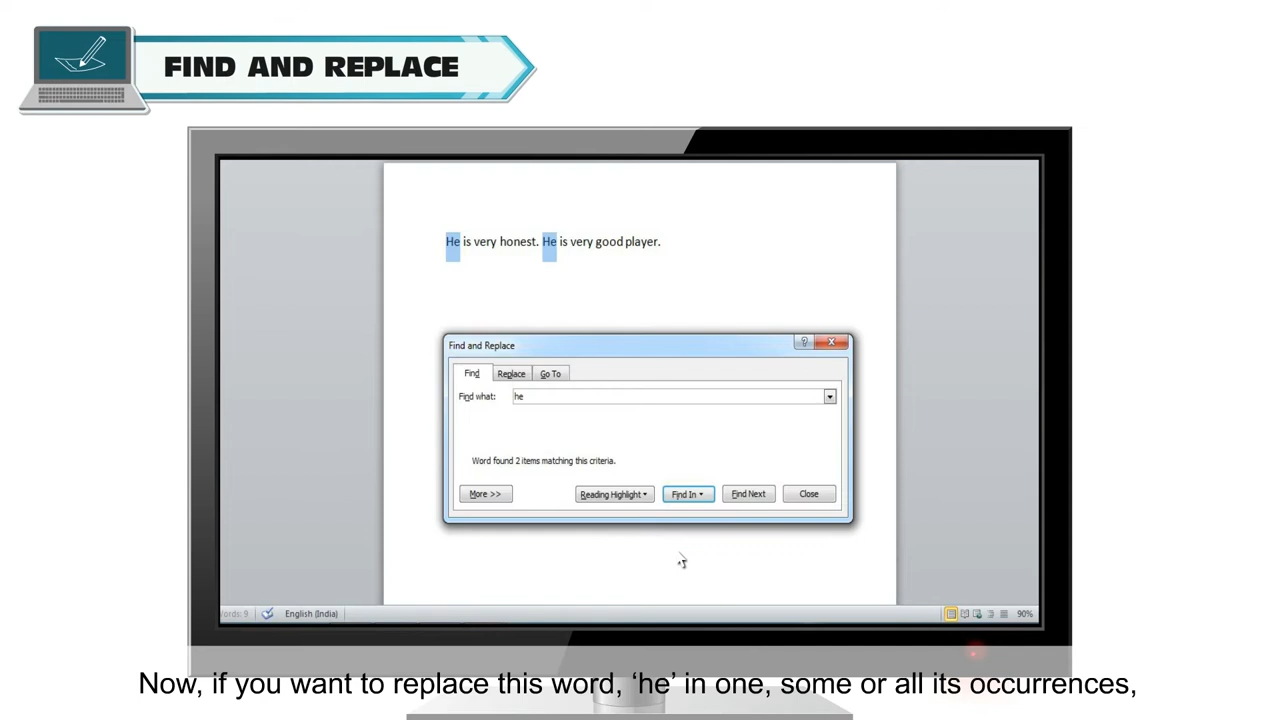 FIND AND REPLACE
He is very honest. He is very good player.
Find and Replace
Find Replace Go To
Find what: he
Word found 2 items matching this criteria.
More >> Reading Highlight Find In Find Next Close
English (India) 90%
Now, if you want to replace this word, ‘he’ in one, some or all its occurrences,